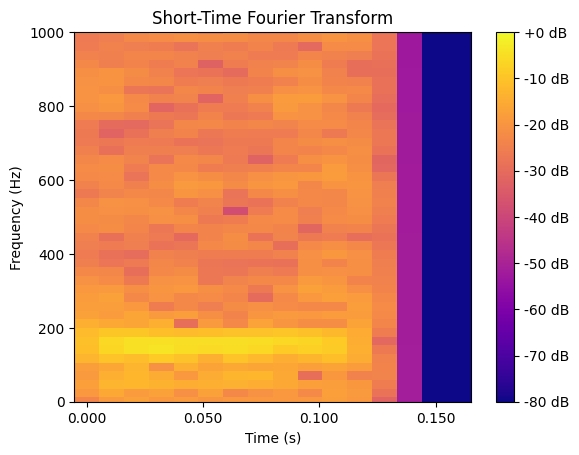 Short-Time Fourier Transform
1000
800
600
400
200
0
Frequency (Hz)
0.000
0.050
0.100
0.150
Time (s)
+0 dB
-10 dB
-20 dB
-30 dB
-40 dB
-50 dB
-60 dB
-70 dB
-80 dB